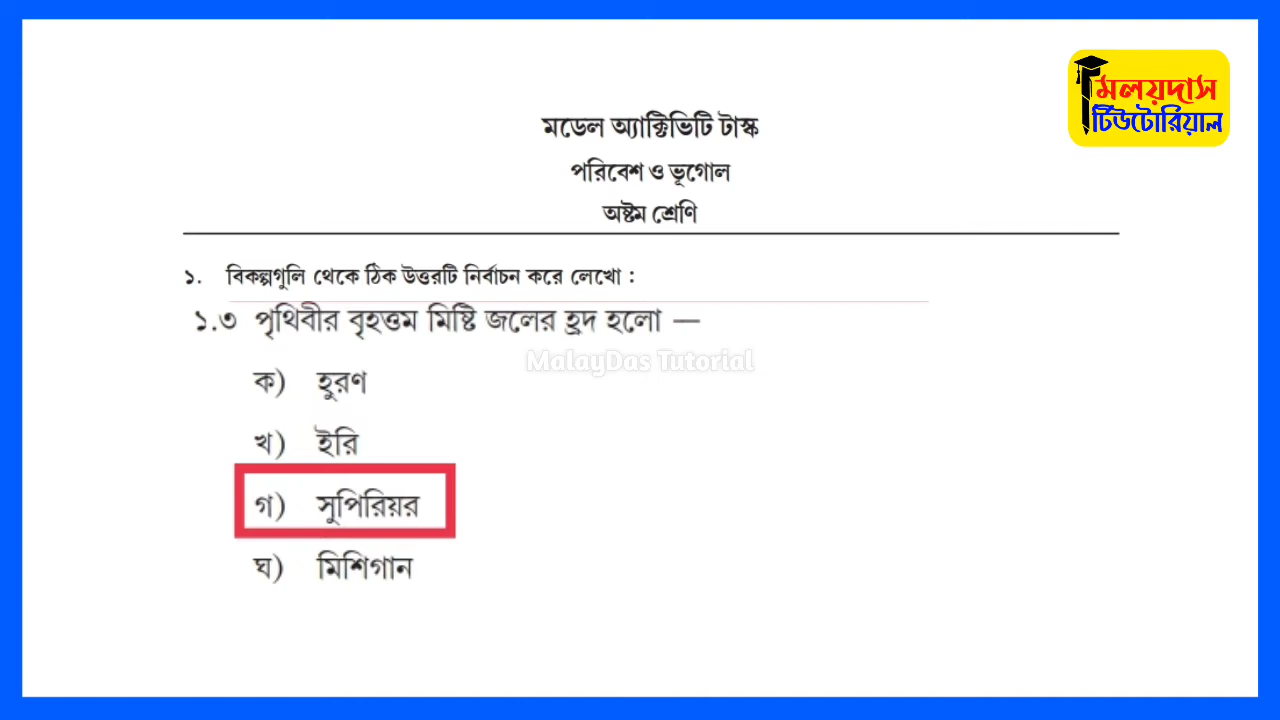 মলয়দাস
টিউটোরিয়াল
মডেল অ্যাক্টিভিটি টাস্ক
পরিবেশ ও ভূগোল
অষ্টম শ্রেণি
১. বিকল্পগুলি থেকে ঠিক উত্তরটি নির্বাচন করে লেখো :
১.৩ পৃথিবীর বৃহত্তম মিষ্টি জলের হ্রদ হলো —
MalayDas Tutorial
ক) হুরণ
খ) ইরি
গ) সুপিরিয়র
ঘ) মিশিগান